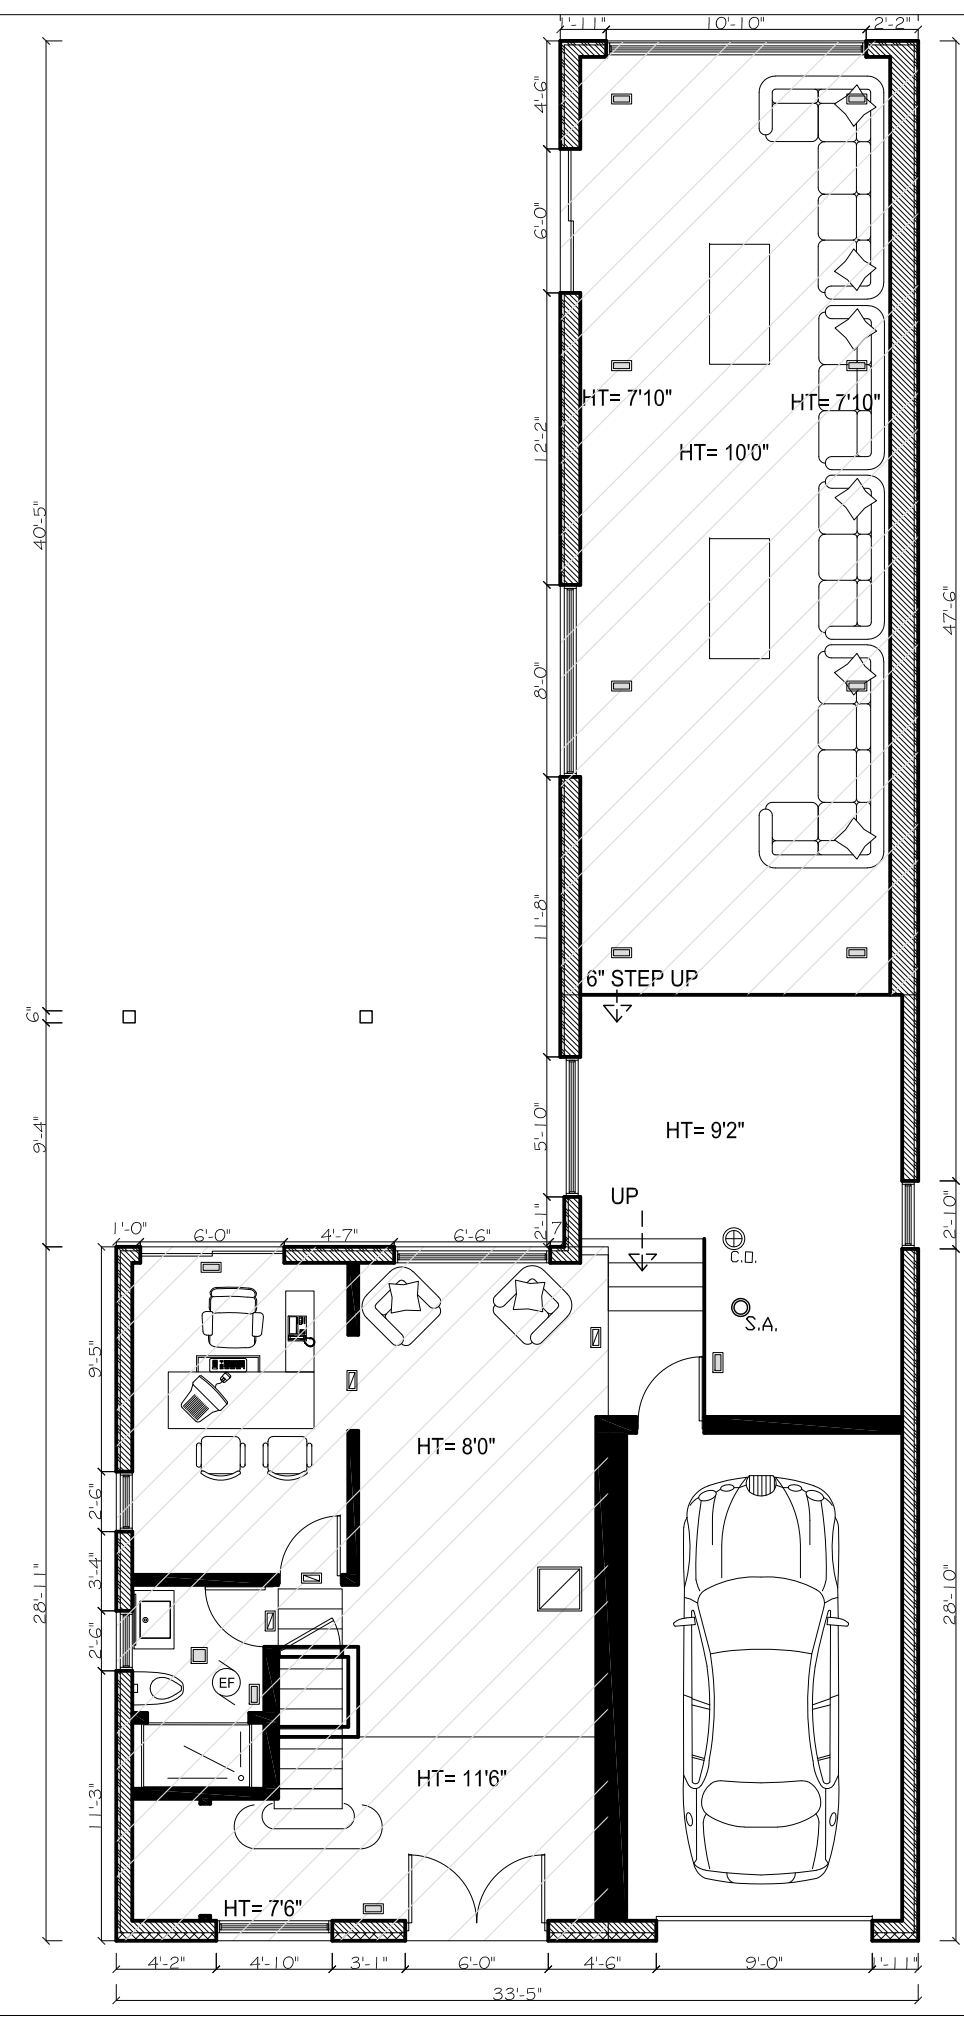 1'-11"
10'-10"
2'-2"
4'-6"
6'-0"
HT= 7'10"
HT= 7'10"
12'-2"
HT= 10'0"
40'-5"
47'-6"
8'-0"
11'-8"
6" STEP UP
6"
9'-4"
5'-10"
HT= 9'2"
UP
2'-1"
7"
2'-10"
1'-0"
6'-0"
4'-7"
6'-6"
C.O.
S.A.
9'-5"
HT= 8'0"
2'-6"
3'-4"
28'-11"
28'-10"
2'-6"
EF
HT= 11'6"
11'-3"
HT= 7'6"
4'-2"
4'-10"
3'-1"
6'-0"
4'-6"
9'-0"
1'-11"
33'-5"